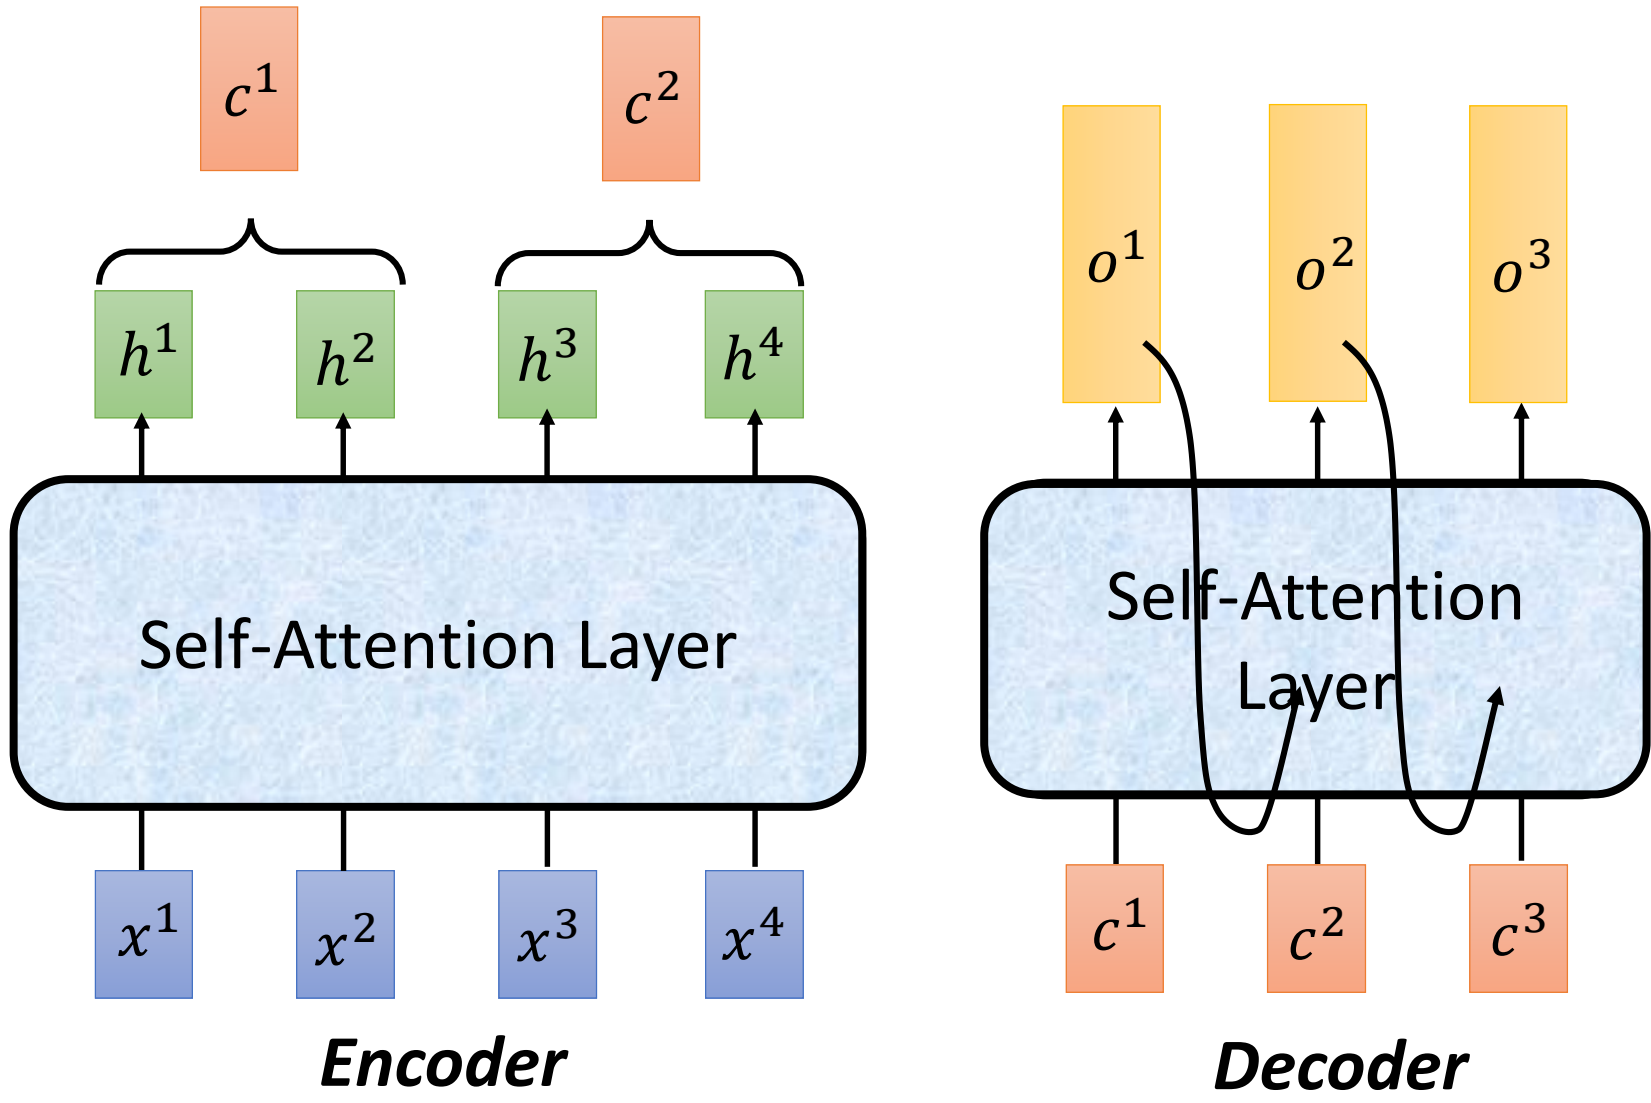 c¹ c²
h¹ h² h³ h⁴
Self-Attention Layer
x¹ x² x³ x⁴
Encoder
o¹ o² o³
Self-Attention
Layer
c¹ c² c³
Decoder